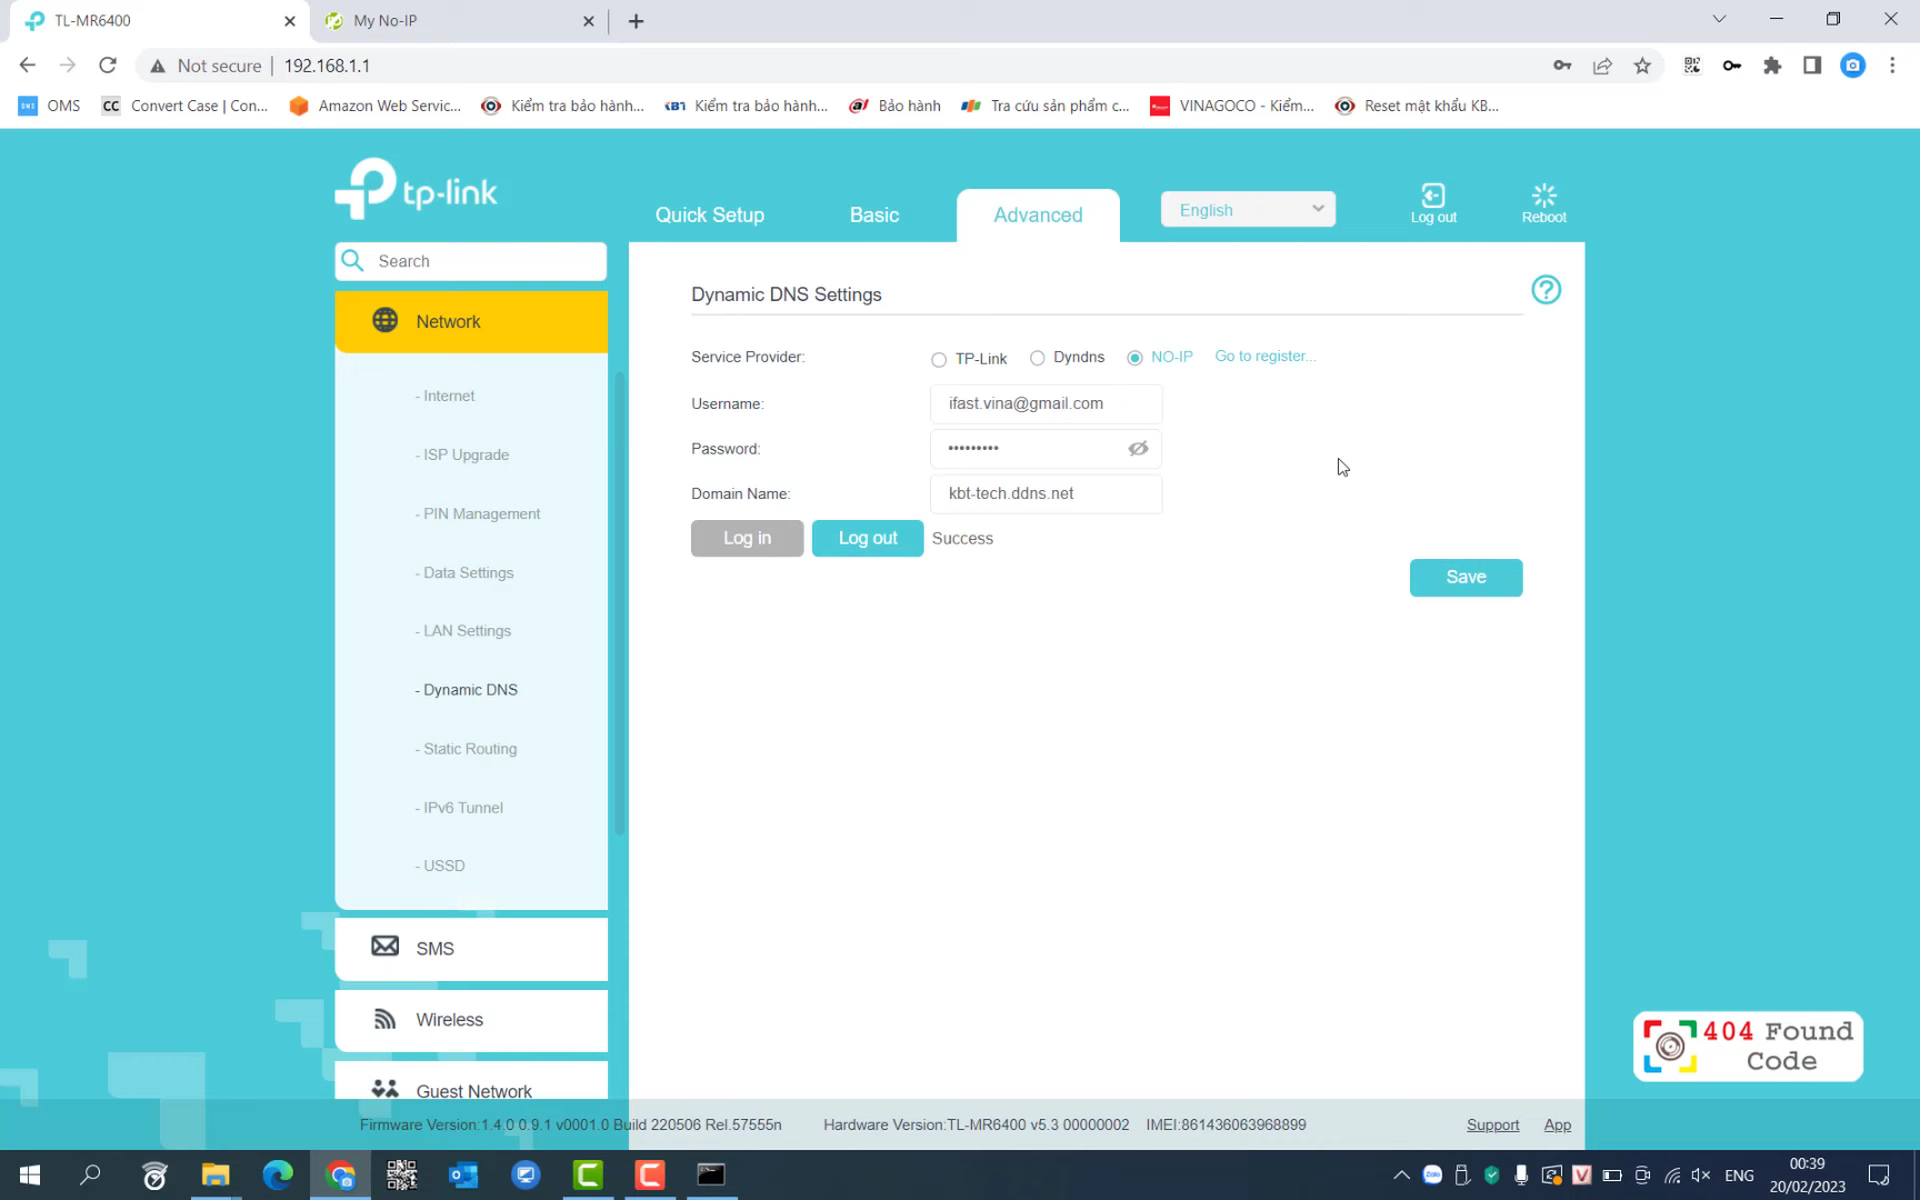 TL-MR6400
My No-IP
Not secure
192.168.1.1
OMS
CC Convert Case | Con...
Amazon Web Servic...
Kiểm tra bảo hành...
KB1 Kiểm tra bảo hành...
Bảo hành
Tra cứu sản phẩm c...
VINAGOCO - Kiểm...
Reset mật khẩu KB...
tp-link
Quick Setup
Basic
Advanced
English
Log out
Reboot
Search
Network
- Internet
- ISP Upgrade
- PIN Management
- Data Settings
- LAN Settings
- Dynamic DNS
- Static Routing
- IPv6 Tunnel
- USSD
SMS
Wireless
Guest Network
Dynamic DNS Settings
Service Provider:
TP-Link
Dyndns
NO-IP
Go to register...
Username:
ifast.vina@gmail.com
Password:
•••••••••
Domain Name:
kbt-tech.ddns.net
Log in
Log out
Success
Save
404 Found
Code
Firmware Version:1.4.0 0.9.1 v0001.0 Build 220506 Rel.57555n
Hardware Version:TL-MR6400 v5.3 00000002
IMEI:861436063968899
Support
App
Zalo
ENG
00:39
20/02/2023